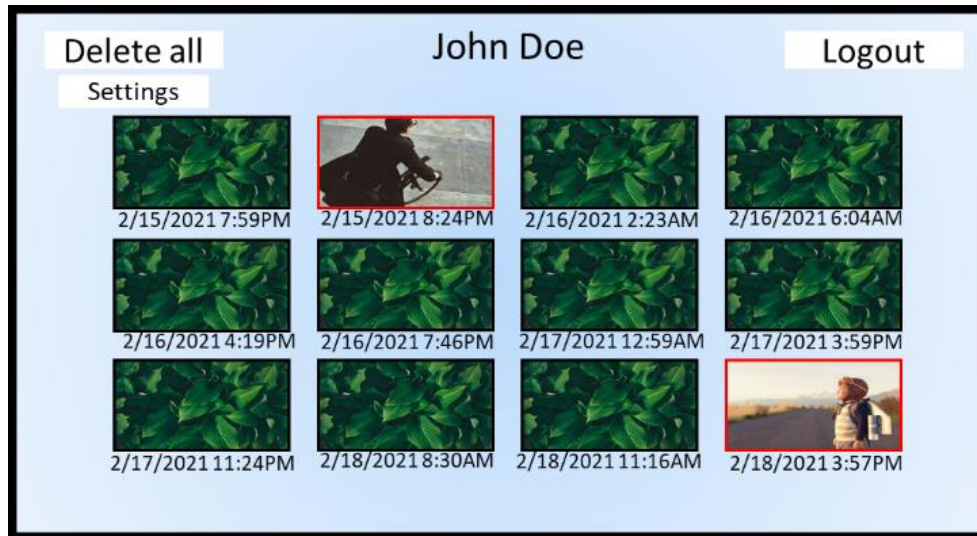 Delete all
John Doe
Logout
Settings
2/15/2021 7:59PM
2/15/2021 8:24PM
2/16/2021 2:23AM
2/16/2021 6:04AM
2/16/2021 4:19PM
2/16/2021 7:46PM
2/17/2021 12:59AM
2/17/2021 3:59PM
2/17/2021 11:24PM
2/18/2021 8:30AM
2/18/2021 11:16AM
2/18/2021 3:57PM